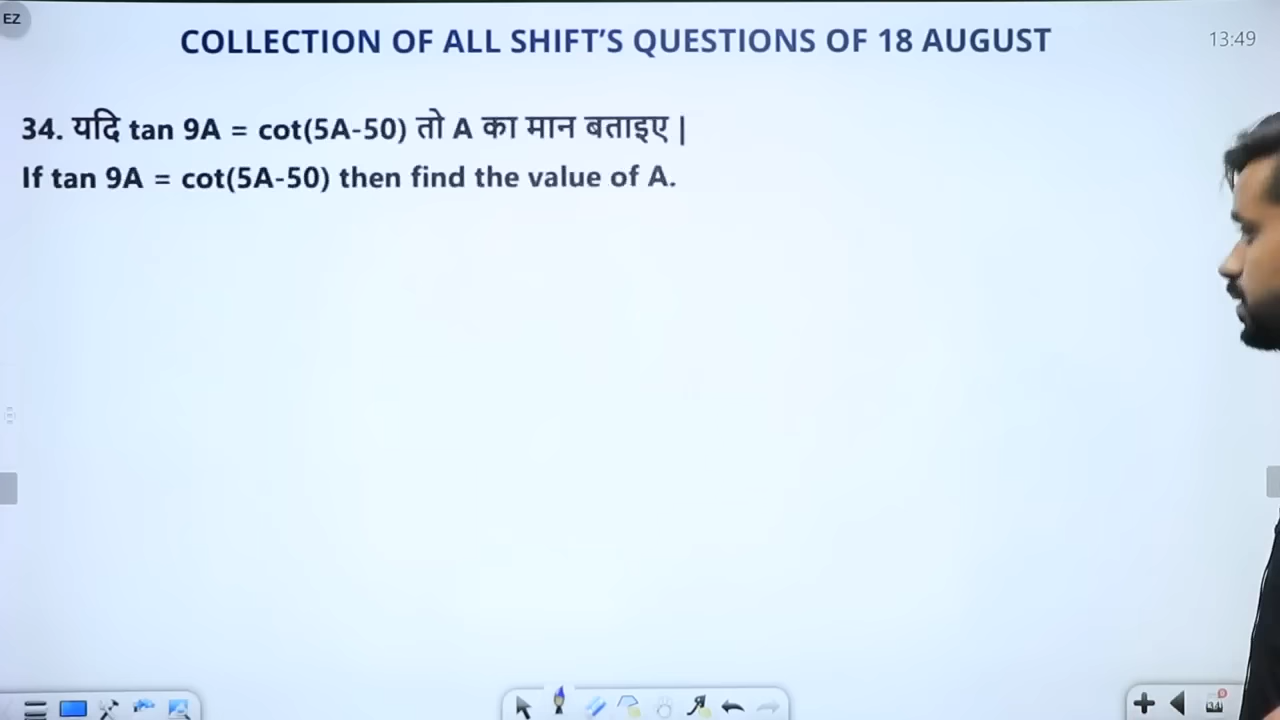 EZ
COLLECTION OF ALL SHIFT’S QUESTIONS OF 18 AUGUST
13:49
34. यदि tan 9A = cot(5A-50) तो A का मान बताइए |
If tan 9A = cot(5A-50) then find the value of A.